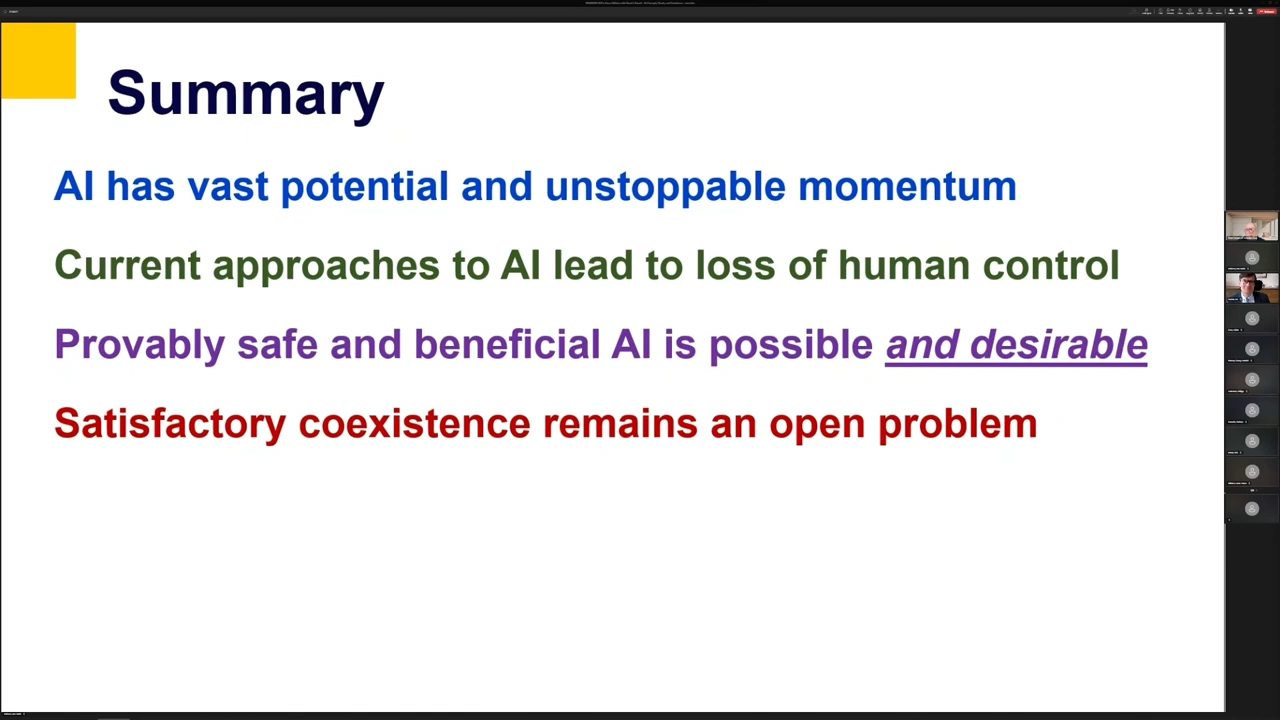 Summary
AI has vast potential and unstoppable momentum
Current approaches to AI lead to loss of human control
Provably safe and beneficial AI is possible and desirable
Satisfactory coexistence remains an open problem